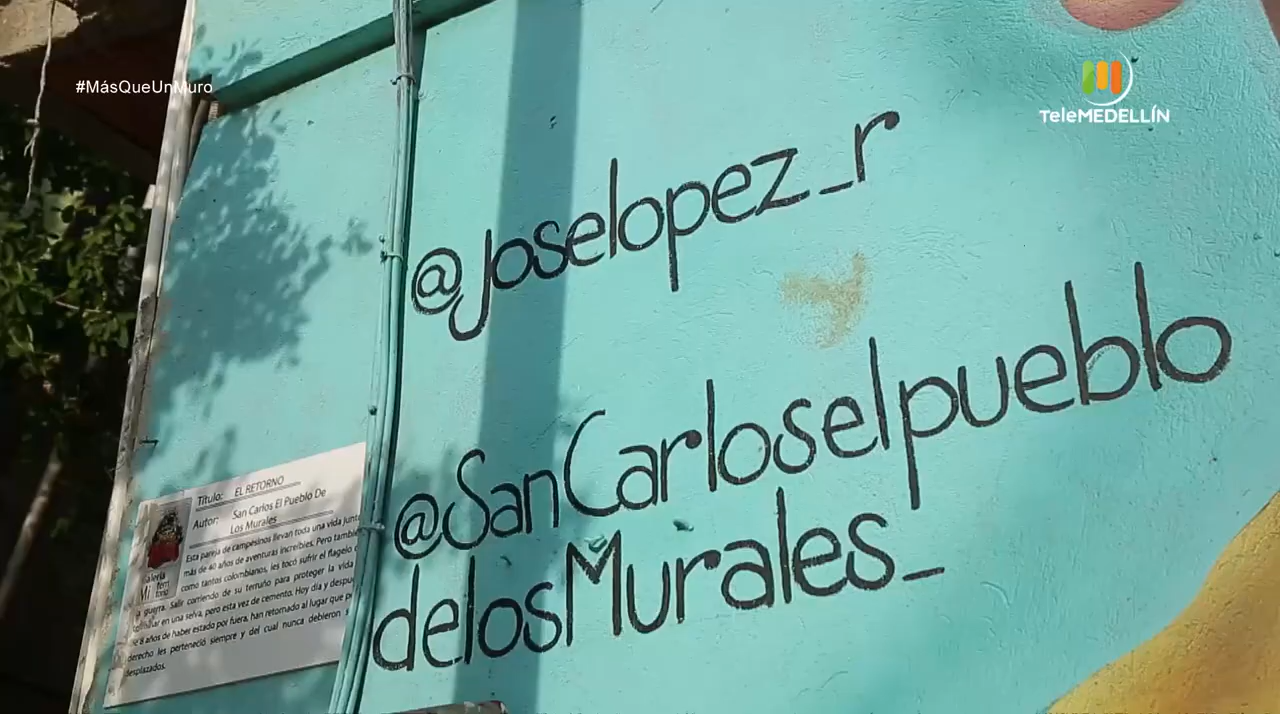 #MásQueUnMuro
TeleMEDELLÍN
@joselopez_r
@SanCarloselpueblo
delosMurales_
Título: EL RETORNO
Autor: San Carlos El Pueblo De
Los Murales
Esta pareja de campesinos llevan toda una vida
más de 40 años de aventuras increíbles. Pero
como tantos colombianos, les tocó sufrir el flagelo
guerra. Salir corriendo de su terruño para proteger la vida
en una selva, pero esta vez de cemento. Hoy día y
8 años de haber estado por fuera, han retornado al lugar que
derecho les perteneció siempre y del cual nunca debieron
desplazados.